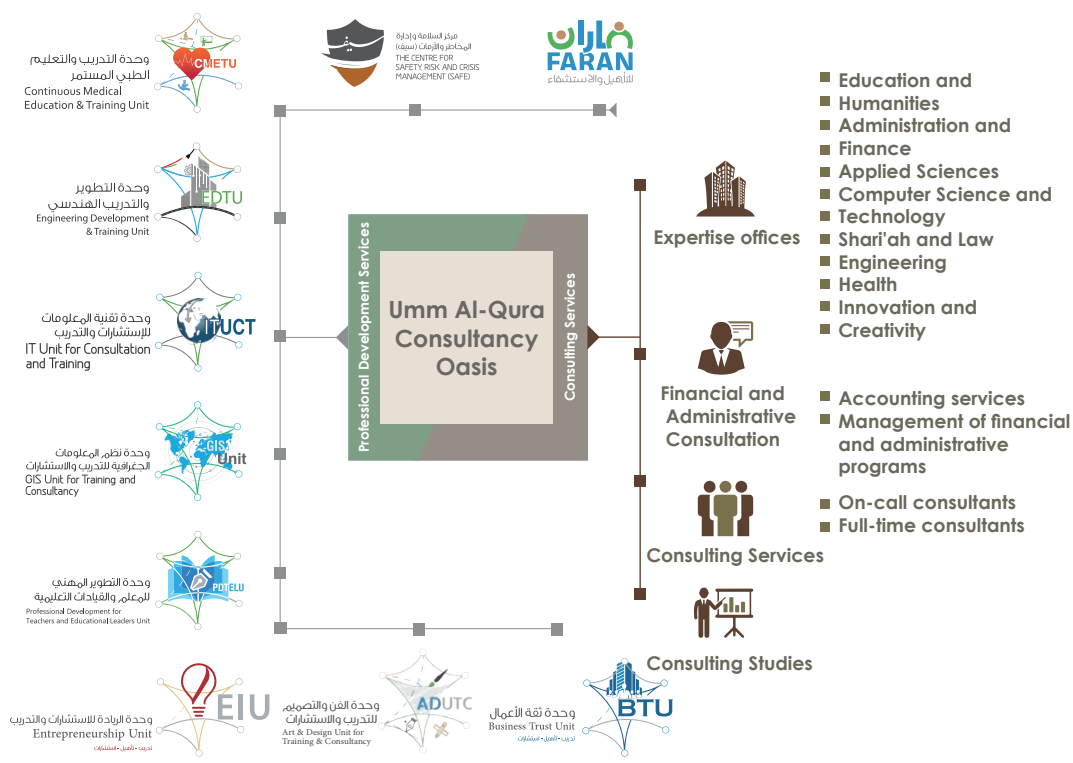 وحدة التدريب والتعليم
الطبي المستمر
Continuous Medical
Education & Training Unit
CMETU
مركز السلامة وإدارة
المخاطر والأزمات (سيف)
THE CENTRE FOR
SAFETY, RISK AND CRISIS
MANAGEMENT (SAFE)
سيف
فاران
FARAN
للتأهيل والاستشفاء
وحدة التطوير
والتدريب الهندسي
Engineering Development
& Training Unit
EDTU
وحدة تقنية المعلومات
للإستشارات والتدريب
IT Unit for Consultation
and Training
ITUCT
وحدة نظم المعلومات
الجغرافية للتدريب والاستشارات
GIS Unit for Training and
Consultancy
GIS
Unit
وحدة التطوير المهني
للمعلم والقيادات التعليمية
Professional Development for
Teachers and Educational Leaders Unit
PDTELU
وحدة الريادة للاستشارات والتدريب
Entrepreneurship Unit
تدريب • تأهيل • استشارات
EIU
وحدة الفن والتصميم
للتدريب والاستشارات
Art & Design Unit for
Training & Consultancy
ADUTC
وحدة ثقة الأعمال
Business Trust Unit
تدريب • تأهيل • استشارات
BTU
Professional Development Services
Umm Al-Qura
Consultancy
Oasis
Consulting Services
Expertise offices
Education and
Humanities
Administration and
Finance
Applied Sciences
Computer Science and
Technology
Shari'ah and Law
Engineering
Health
Innovation and
Creativity
Financial and
Administrative
Consultation
Accounting services
Management of financial
and administrative
programs
Consulting Services
On-call consultants
Full-time consultants
Consulting Studies